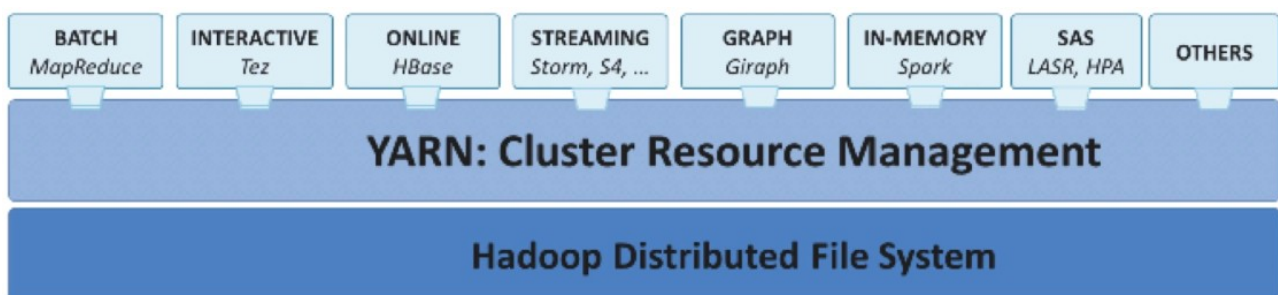 BATCH
MapReduce
INTERACTIVE
Tez
ONLINE
HBase
STREAMING
Storm, S4, ...
GRAPH
Giraph
IN-MEMORY
Spark
SAS
LASR, HPA
OTHERS
YARN: Cluster Resource Management
Hadoop Distributed File System